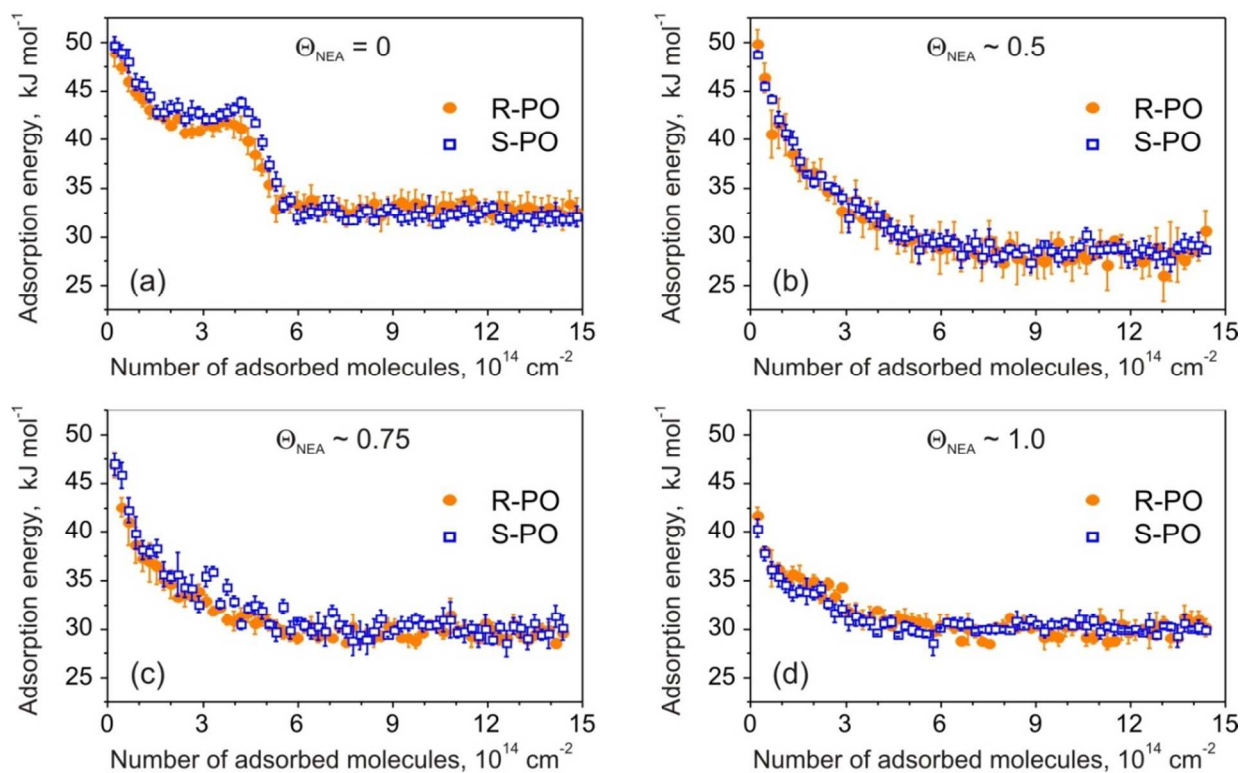 Θ_NEA = 0
R-PO
S-PO
50
45
40
35
30
25
Adsorption energy, kJ mol⁻¹
(a)
0 3 6 9 12 15
Number of adsorbed molecules, 10¹⁴ cm⁻²
Θ_NEA ~ 0.5
R-PO
S-PO
50
45
40
35
30
25
Adsorption energy, kJ mol⁻¹
(b)
0 3 6 9 12 15
Number of adsorbed molecules, 10¹⁴ cm⁻²
Θ_NEA ~ 0.75
R-PO
S-PO
50
45
40
35
30
25
Adsorption energy, kJ mol⁻¹
(c)
0 3 6 9 12 15
Number of adsorbed molecules, 10¹⁴ cm⁻²
Θ_NEA ~ 1.0
R-PO
S-PO
50
45
40
35
30
25
Adsorption energy, kJ mol⁻¹
(d)
0 3 6 9 12 15
Number of adsorbed molecules, 10¹⁴ cm⁻²